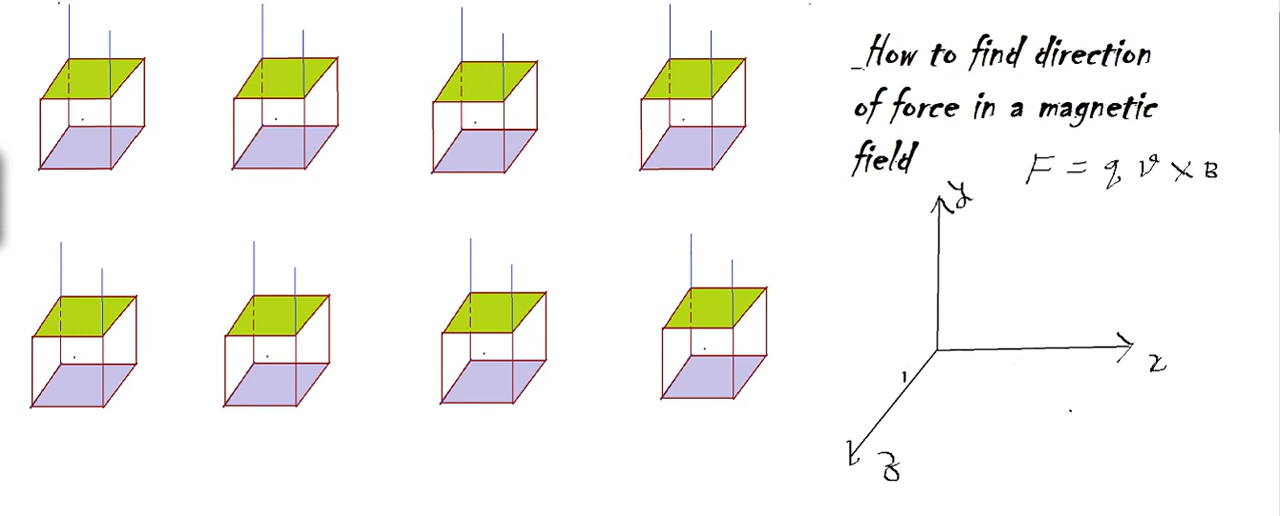 How to find direction
of force in a magnetic
field
F = q v × B
y
x
z